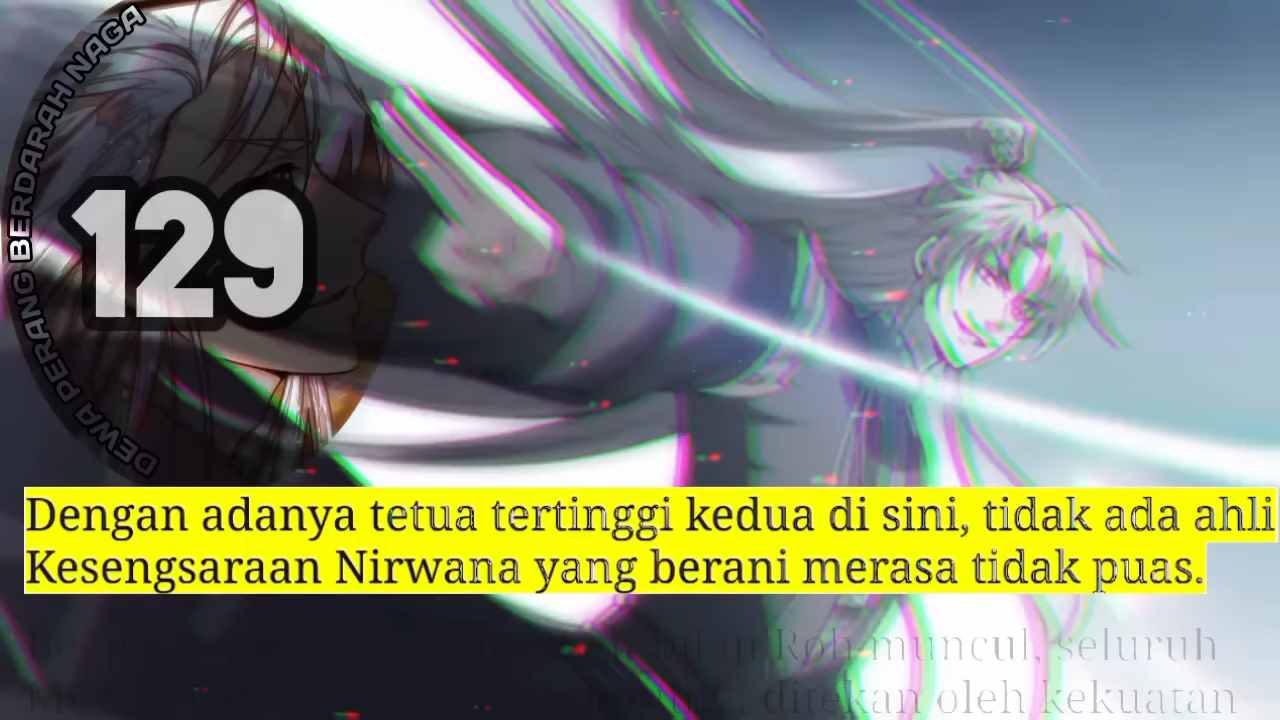 DEWA PERANG BERDARAH NAGA
129
Dengan adanya tetua tertinggi kedua di sini, tidak ada ahli
Kesengsaraan Nirwana yang berani merasa tidak puas.
Roh muncul, seluruh
ditekan oleh kekuatan